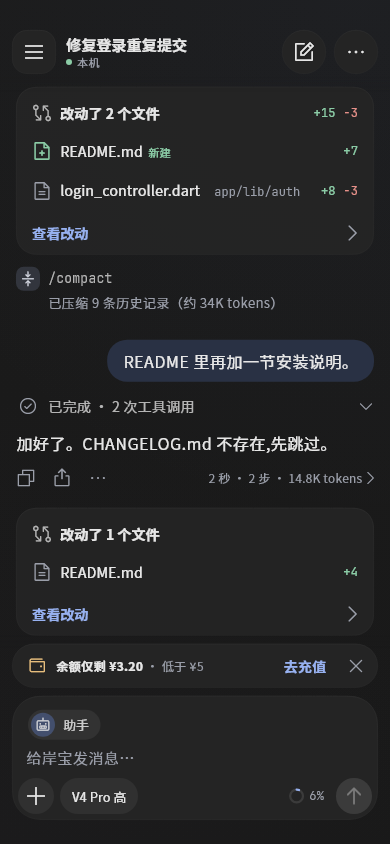 修复登录重复提交
本机
改动了 2 个文件 +15 -3
README.md 新建 +7
login_controller.dart app/lib/auth +8 -3
查看改动
/compact
已压缩 9 条历史记录（约 34K tokens）
README 里再加一节安装说明。
已完成 · 2 次工具调用
加好了。CHANGELOG.md 不存在,先跳过。
2 秒 · 2 步 · 14.8K tokens
改动了 1 个文件
README.md +4
查看改动
余额仅剩 ¥3.20 · 低于 ¥5 去充值
助手
给岸宝发消息…
V4 Pro 高 6%